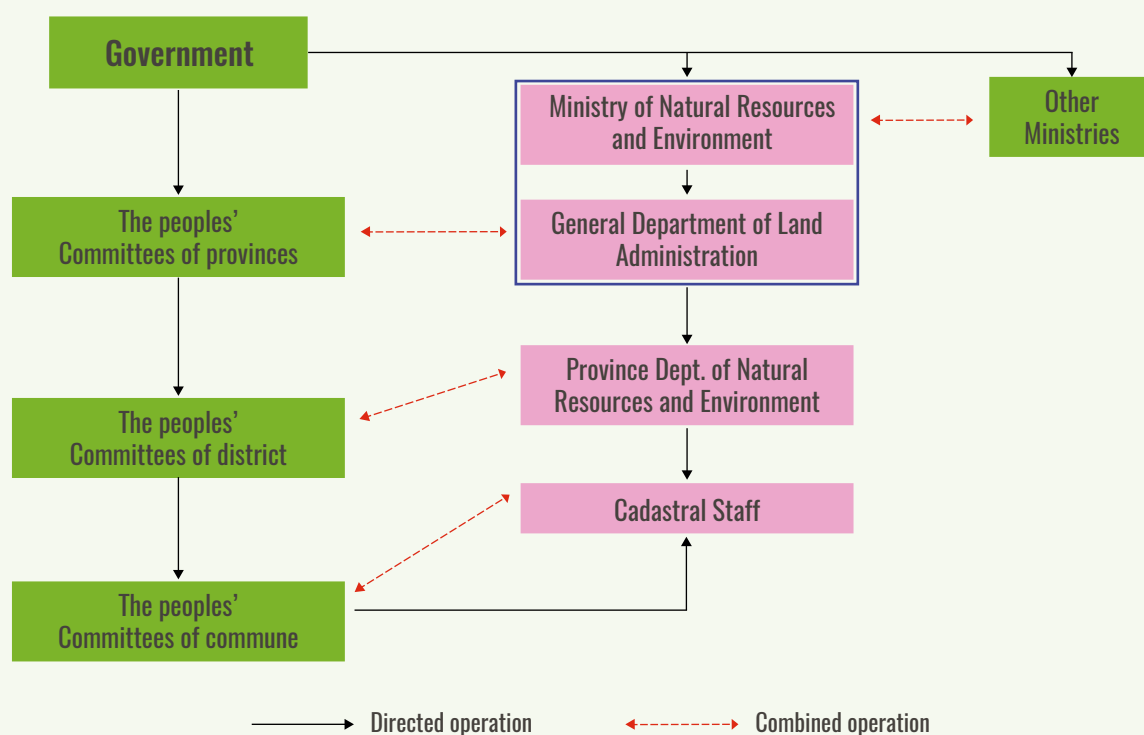 Government
Ministry of Natural Resources
and Environment
Other
Ministries
The peoples’
Committees of provinces
General Department of Land
Administration
Province Dept. of Natural
Resources and Environment
The peoples’
Committees of district
Cadastral Staff
The peoples’
Committees of commune
Directed operation
Combined operation